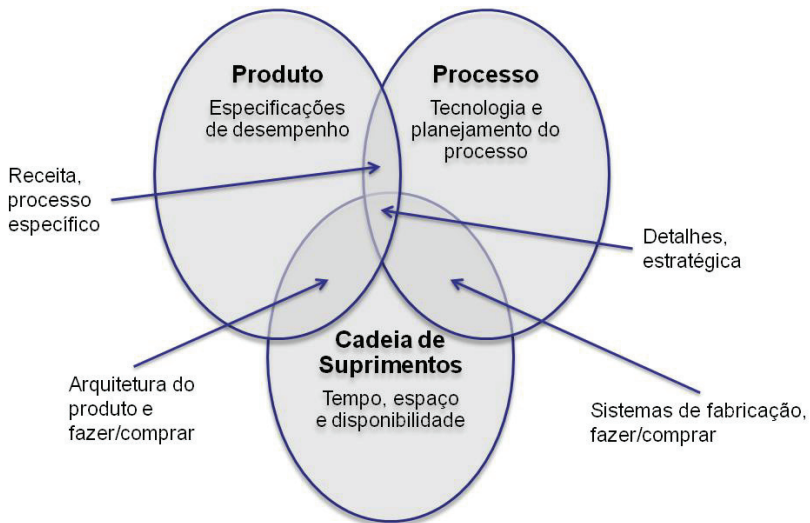 Produto
Especificações
de desempenho
Processo
Tecnologia e
planejamento do
processo
Receita,
processo
específico
Detalhes,
estratégica
Cadeia de
Suprimentos
Tempo, espaço
e disponibilidade
Arquitetura do
produto e
fazer/comprar
Sistemas de fabricação,
fazer/comprar